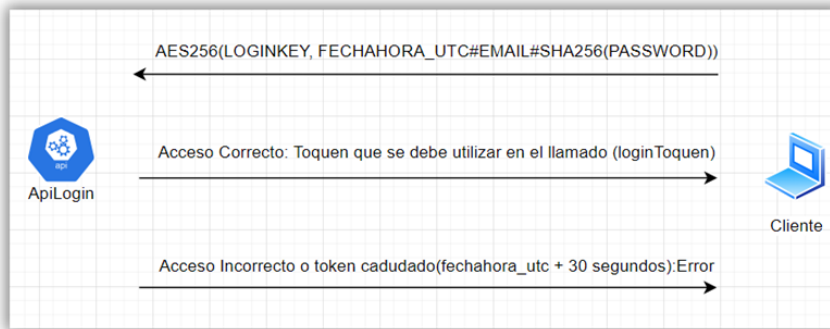 AES256(LOGINKEY, FECHAHORA_UTC#EMAIL#SHA256(PASSWORD))
api
Acceso Correcto: Toquen que se debe utilizar en el llamado (loginToquen)
ApiLogin
Cliente
Acceso Incorrecto o token cadudado(fechahora_utc + 30 segundos):Error